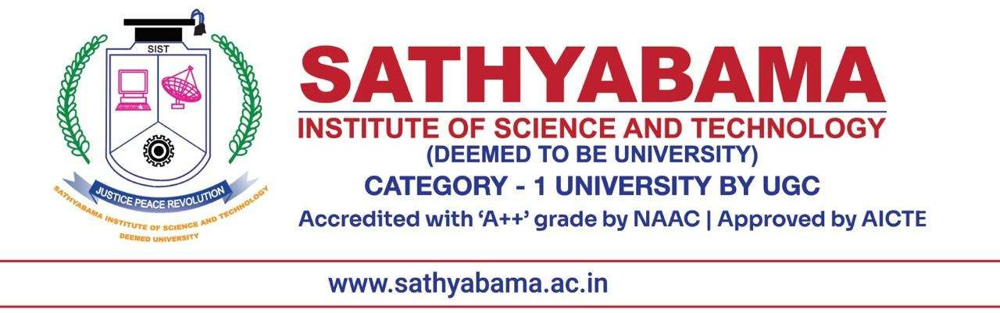 SIST
JUSTICE PEACE REVOLUTION
SATHYABAMA INSTITUTE OF SCIENCE AND TECHNOLOGY
DEEMED UNIVERSITY
SATHYABAMA
INSTITUTE OF SCIENCE AND TECHNOLOGY
(DEEMED TO BE UNIVERSITY)
CATEGORY - 1 UNIVERSITY BY UGC
Accredited with ‘A++’ grade by NAAC | Approved by AICTE
www.sathyabama.ac.in